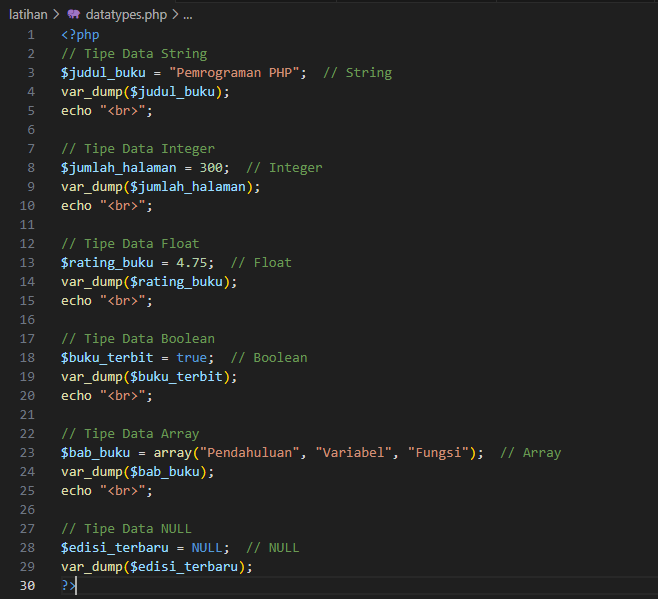 latihan > datatypes.php > ...
1 <?php
2 // Tipe Data String
3 $judul_buku = "Pemrograman PHP";  // String
4 var_dump($judul_buku);
5 echo "<br>";
6
7 // Tipe Data Integer
8 $jumlah_halaman = 300;  // Integer
9 var_dump($jumlah_halaman);
10 echo "<br>";
11
12 // Tipe Data Float
13 $rating_buku = 4.75;  // Float
14 var_dump($rating_buku);
15 echo "<br>";
16
17 // Tipe Data Boolean
18 $buku_terbit = true;  // Boolean
19 var_dump($buku_terbit);
20 echo "<br>";
21
22 // Tipe Data Array
23 $bab_buku = array("Pendahuluan", "Variabel", "Fungsi");  // Array
24 var_dump($bab_buku);
25 echo "<br>";
26
27 // Tipe Data NULL
28 $edisi_terbaru = NULL;  // NULL
29 var_dump($edisi_terbaru);
30 ?>